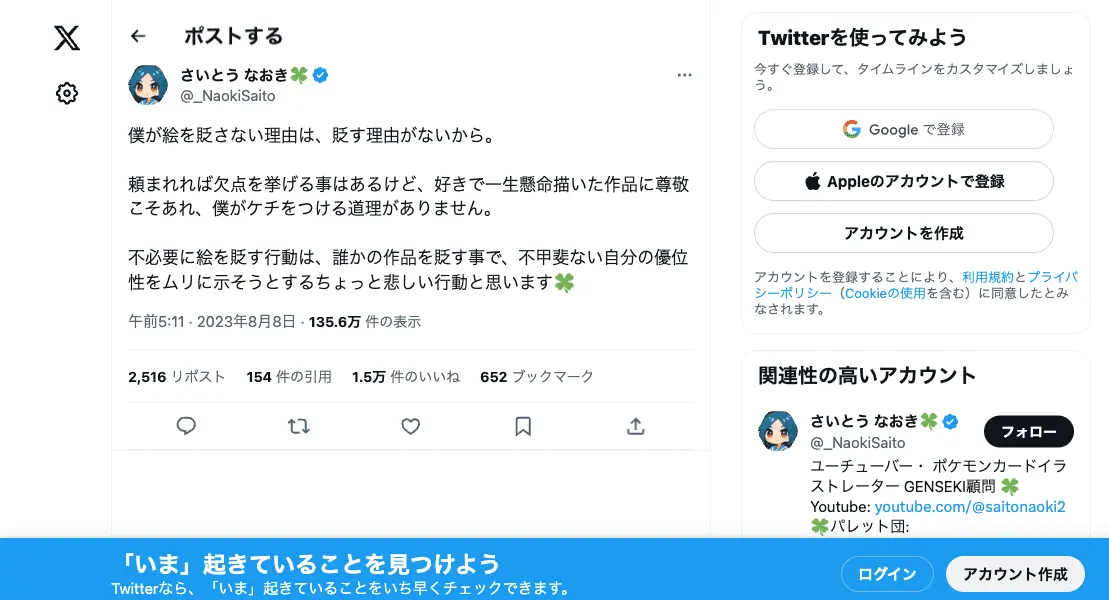 ポストする
さいとう なおき🍀
@_NaokiSaito
僕が絵を貶さない理由は、貶す理由がないから。
頼まれれば欠点を挙げる事はあるけど、好きで一生懸命描いた作品に尊敬
こそあれ、僕がケチをつける道理がありません。
不必要に絵を貶す行動は、誰かの作品を貶す事で、不甲斐ない自分の優位
性をムリに示そうとするちょっと悲しい行動と思います🍀
午前5:11 · 2023年8月8日 · 135.6万 件の表示
2,516 リポスト 154 件の引用 1.5万 件のいいね 652 ブックマーク
Twitterを使ってみよう
今すぐ登録して、タイムラインをカスタマイズしましょ
う。
Google で登録
Appleのアカウントで登録
アカウントを作成
アカウントを登録することにより、利用規約とプライバ
シーポリシー（Cookieの使用を含む）に同意したとみ
なされます。
関連性の高いアカウント
さいとう なおき🍀
@_NaokiSaito
フォロー
ユーチューバー・ ポケモンカードイラ
ストレーター GENSEKI顧問 🍀
Youtube: youtube.com/@saitonaoki2
🍀パレット団:
「いま」起きていることを見つけよう
Twitterなら、「いま」起きていることをいち早くチェックできます。
ログイン
アカウント作成